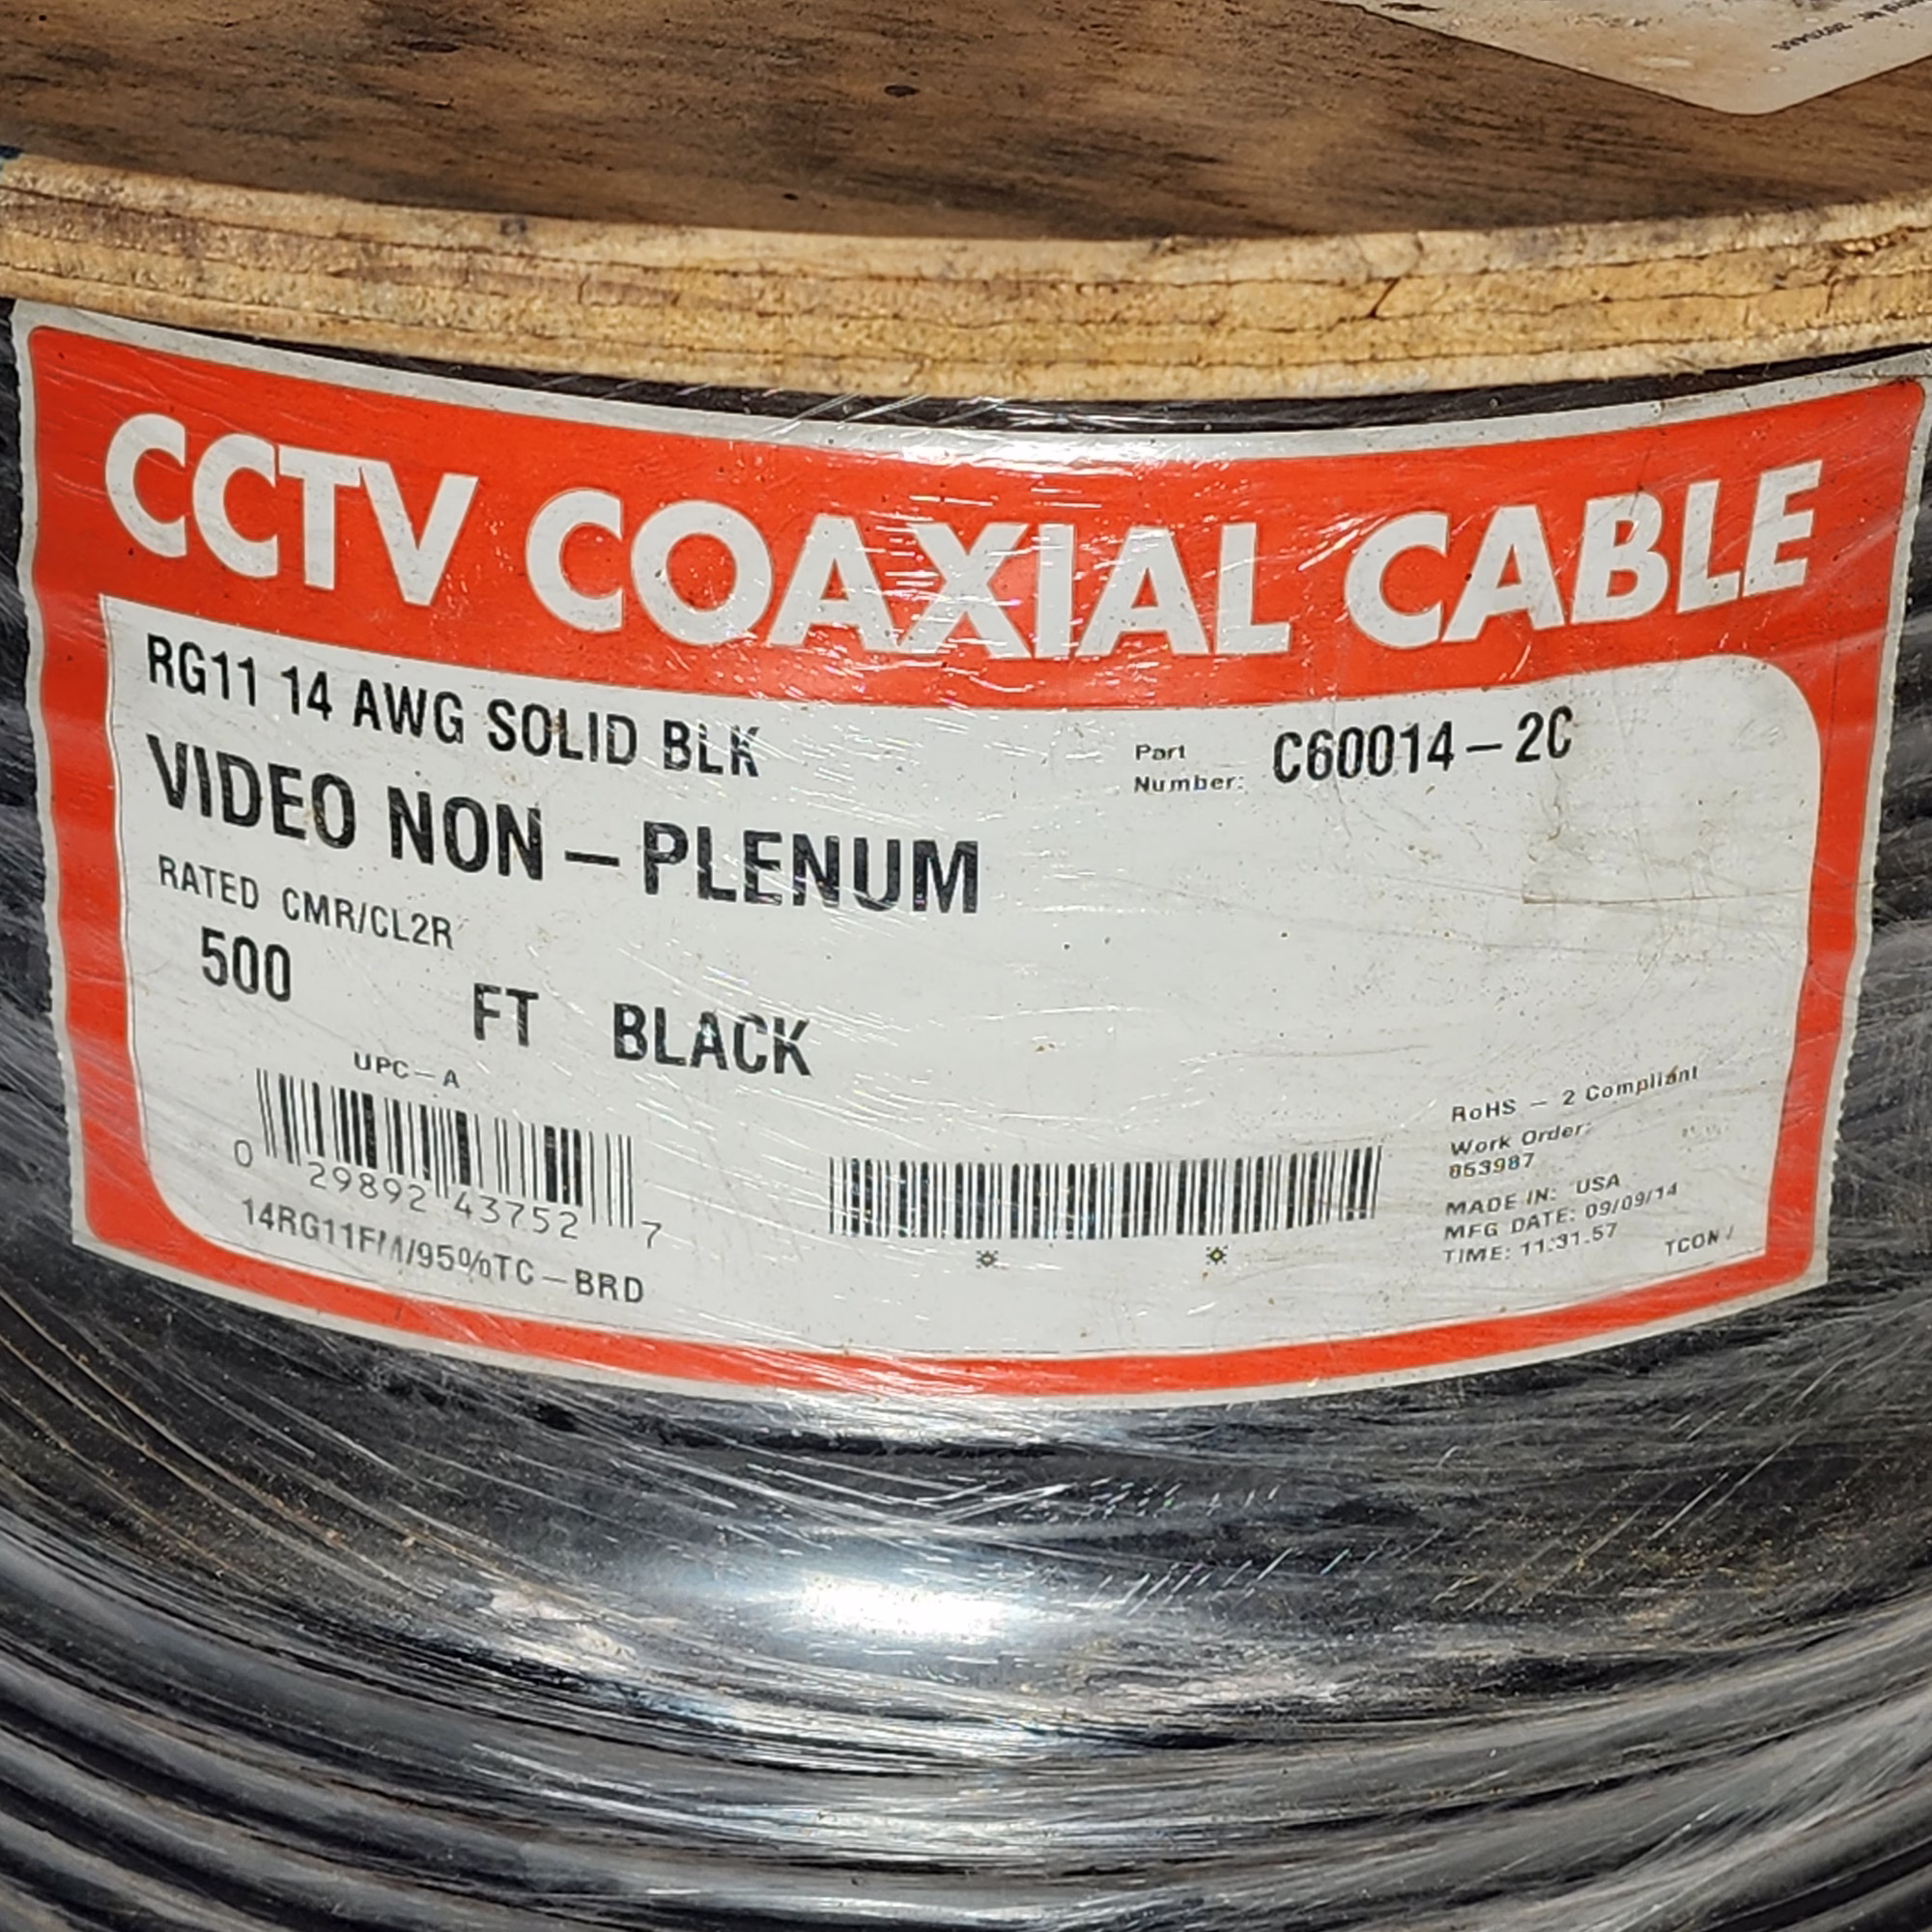 CCTV COAXIAL CABLE
RG11 14 AWG SOLID BLK
Part
Number: C60014-2C
VIDEO NON-PLENUM
RATED CMR/CL2R
500 FT BLACK
UPC-A
0 29892 43752 7
14RG11FM/95%TC-BRD
RoHS - 2 Compliant
Work Order:
853987
MADE IN: USA
MFG DATE: 09/09/14
TIME: 11:31:57